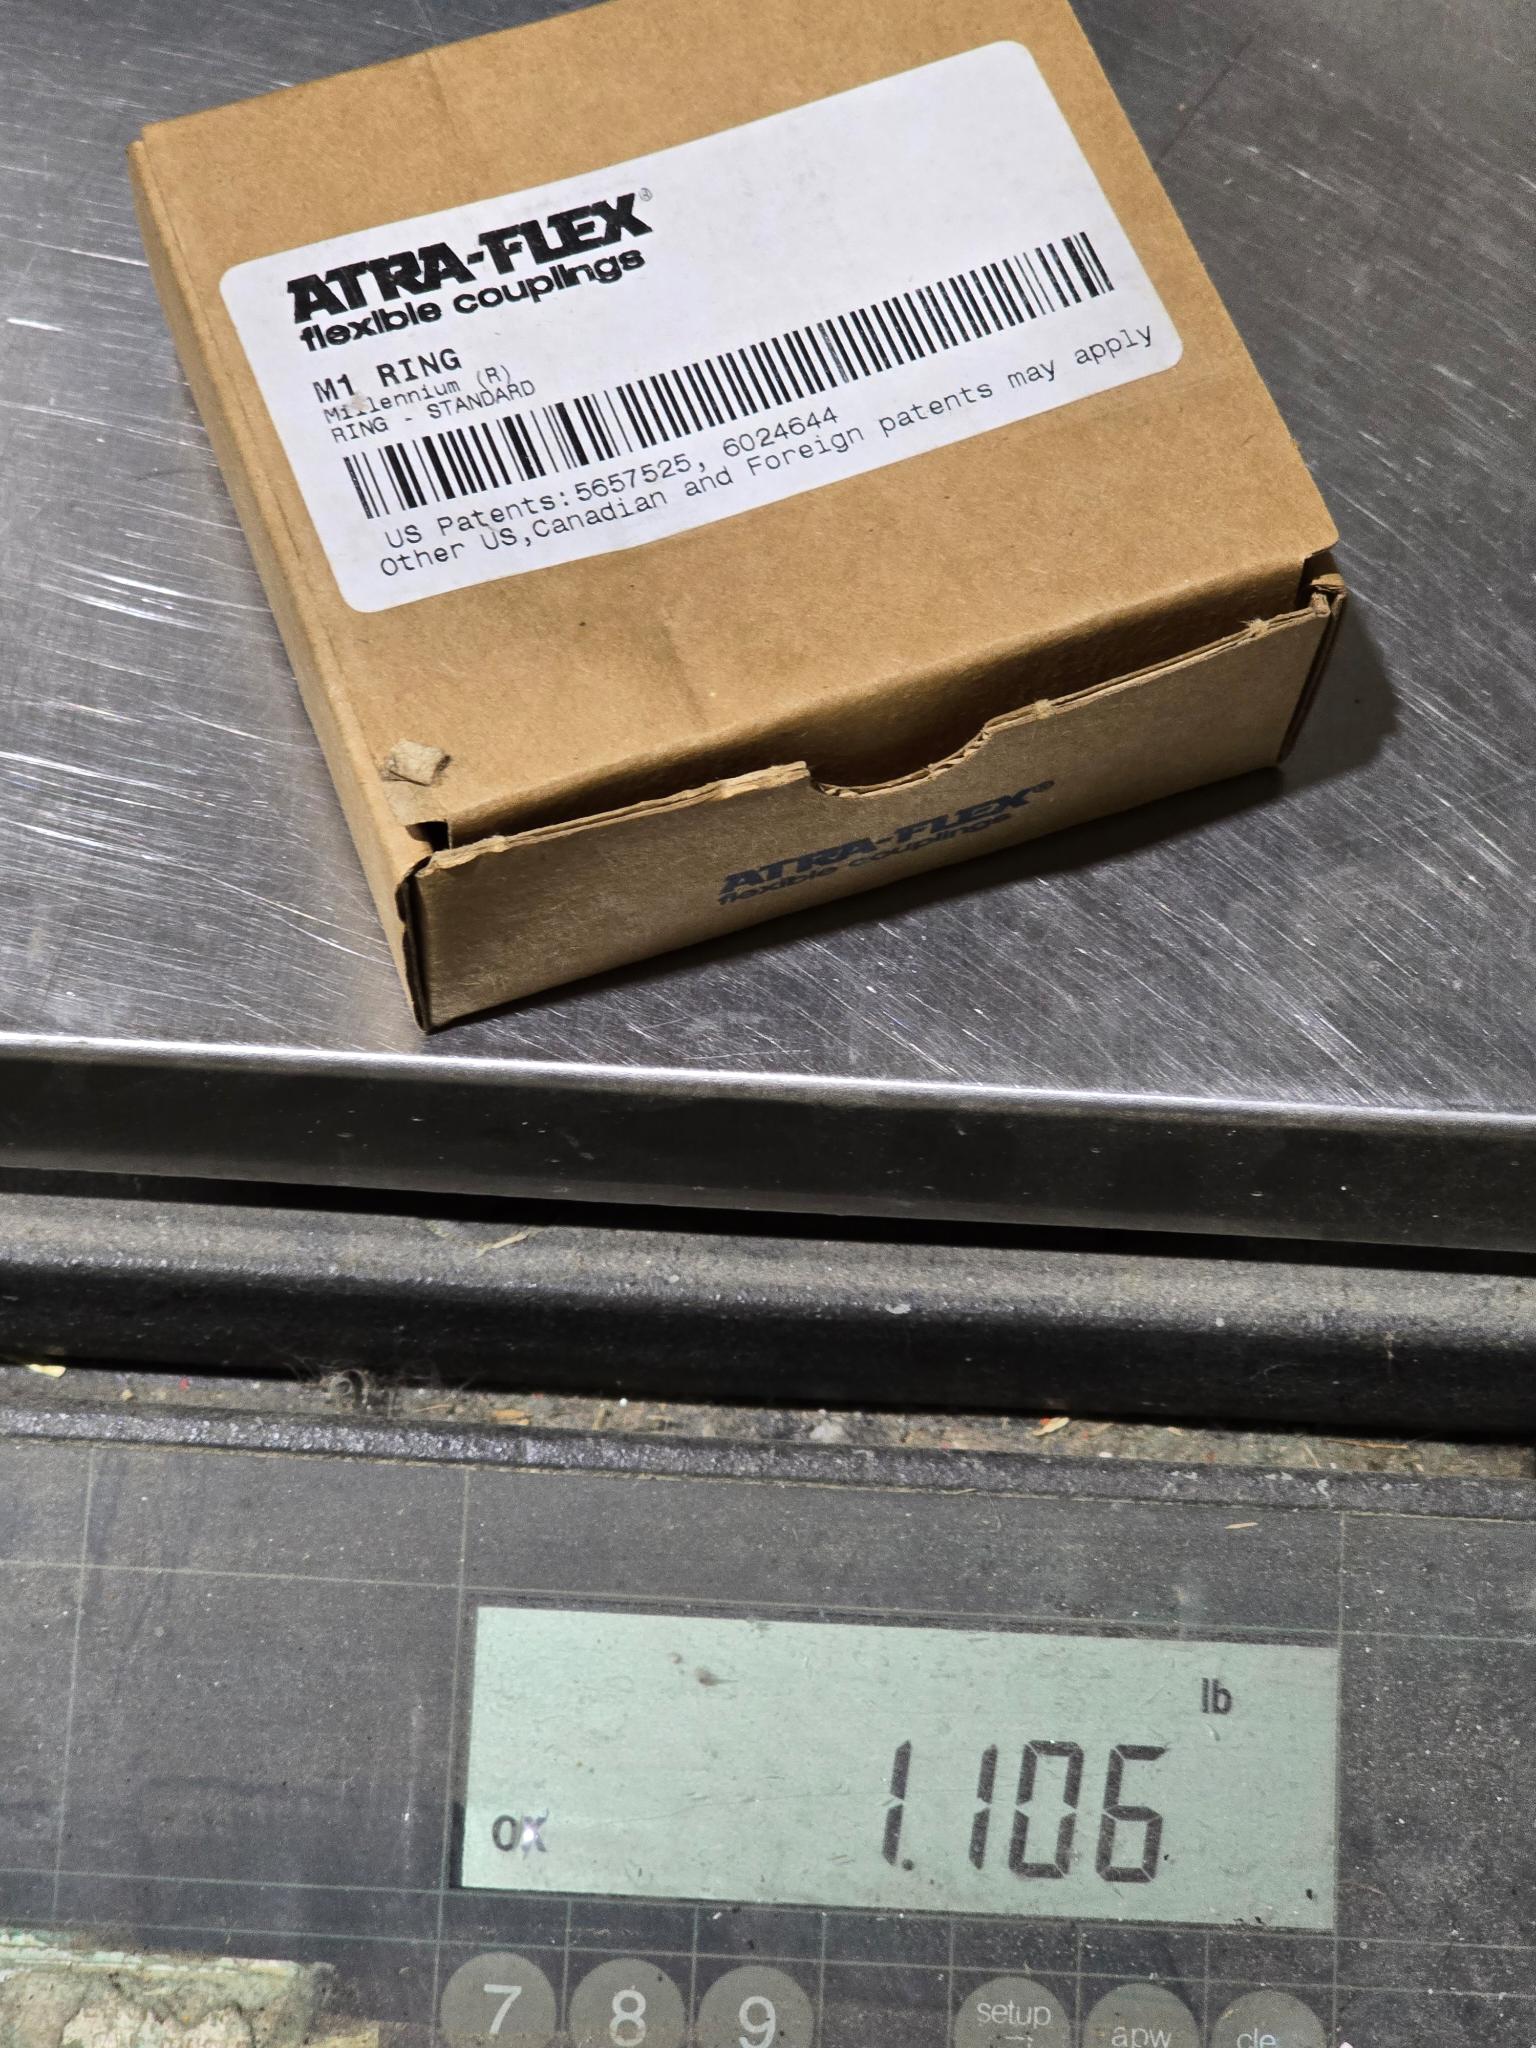 ATRA-FLEX®
flexible couplings
M1 RING
Millennium (R)
RING - STANDARD
US Patents:5657525, 6024644
Other US,Canadian and Foreign patents may apply
ATRA-FLEX®
flexible couplings
lb
1.106
7 8 9 setup apw